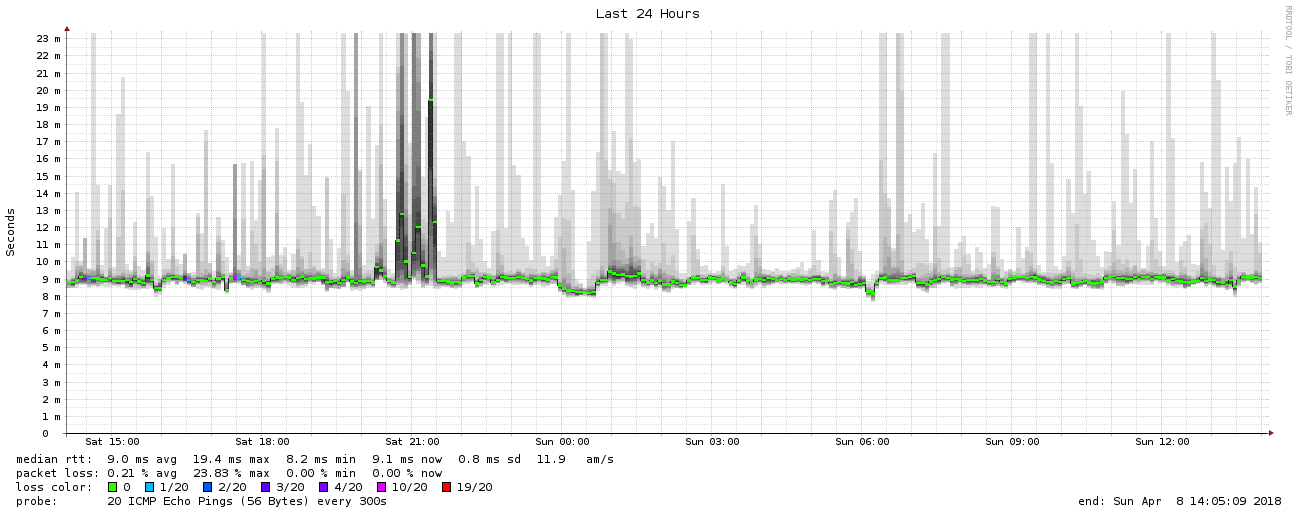 Last 24 Hours
RRDTOOL / TOBI OETIKER
Seconds
23 m
22 m
21 m
20 m
19 m
18 m
17 m
16 m
15 m
14 m
13 m
12 m
11 m
10 m
9 m
8 m
7 m
6 m
5 m
4 m
3 m
2 m
1 m
0
Sat 15:00 Sat 18:00 Sat 21:00 Sun 00:00 Sun 03:00 Sun 06:00 Sun 09:00 Sun 12:00
median rtt: 9.0 ms avg 19.4 ms max 8.2 ms min 9.1 ms now 0.8 ms sd 11.9 am/s
packet loss: 0.21 % avg 23.83 % max 0.00 % min 0.00 % now
loss color: 0 1/20 2/20 3/20 4/20 10/20 19/20
probe: 20 ICMP Echo Pings (56 Bytes) every 300s end: Sun Apr 8 14:05:09 2018